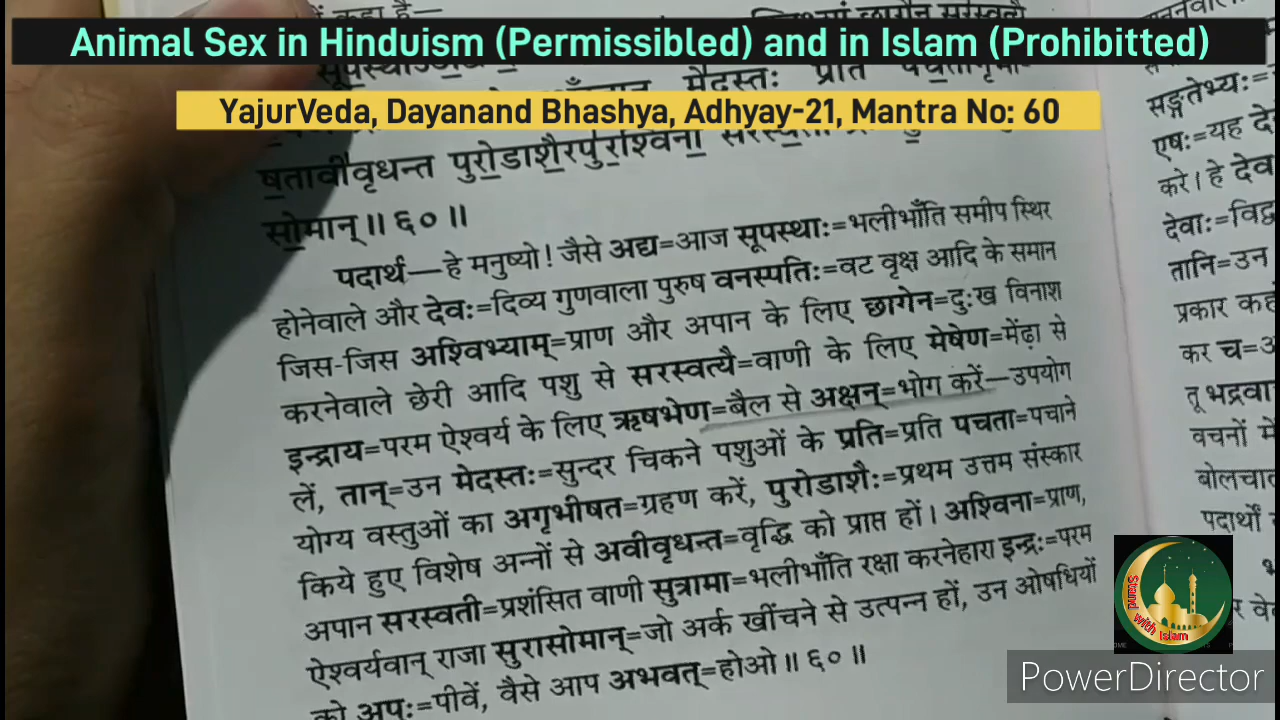 में कहा है—
Animal Sex in Hinduism (Permissibled) and in Islam (Prohibitted)
मेदस्तः प्रति
YajurVeda, Dayanand Bhashya, Adhyay-21, Mantra No: 60
ष॒तावीवृधन्त पुरो॒डाशै॒रपु॑र॒श्विना॒
सो॒मान् ॥ ६० ॥
पदार्थ—हे मनुष्यो! जैसे अद्य=आज सूपस्थाः=भलीभाँति समीप स्थिर
होनेवाले और देवः=दिव्य गुणवाला पुरुष वनस्पतिः=वट वृक्ष आदि के समान
जिस-जिस अश्विभ्याम्=प्राण और अपान के लिए छागेन=दुःख विनाश
करनेवाले छेरी आदि पशु से सरस्वत्यै=वाणी के लिए मेषेण=मेंढ़ा से
इन्द्राय=परम ऐश्वर्य के लिए ऋषभेण=बैल से अक्षन्=भोग करें—उपयोग
लें, तान्=उन मेदस्तः=सुन्दर चिकने पशुओं के प्रति=प्रति पचता=पचाने
योग्य वस्तुओं का अगृभीषत=ग्रहण करें, पुरोडाशैः=प्रथम उत्तम संस्कार
किये हुए विशेष अन्नों से अवीवृधन्त=वृद्धि को प्राप्त हों। अश्विना=प्राण,
अपान सरस्वती=प्रशंसित वाणी सुत्रामा=भलीभाँति रक्षा करनेहारा इन्द्रः=परम
ऐश्वर्यवान् राजा सुरासोमान्=जो अर्क खींचने से उत्पन्न हों, उन ओषधियों
को अपः=पीवें, वैसे आप अभवत्=होओ ॥ ६० ॥
सङ्गतेभ्यः=
एषः=यह
करे। हे देव
देवाः=विद्व
तानि=उन
प्रकार कह
कर च=
तू भद्रवा
वचनों में
बोलचाल
पदार्थों
Stand with Islam
PowerDirector